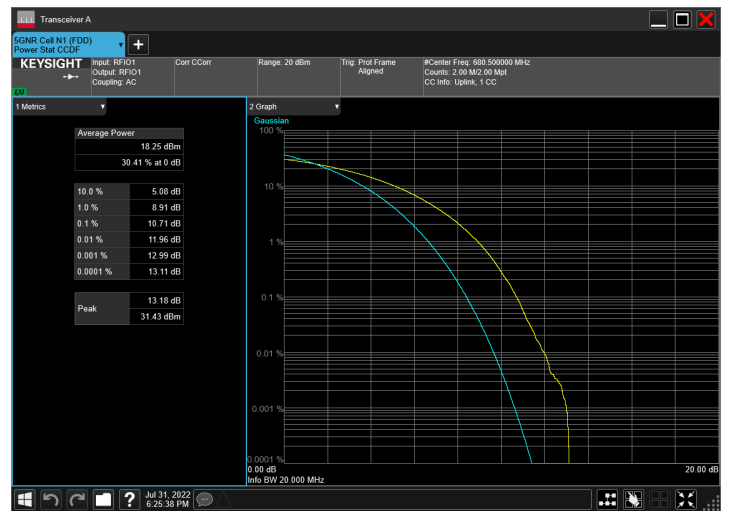 Transceiver A
5GNR Cell N1 (FDD)
Power Stat CCDF
KEYSIGHT
Input: RFIO1
Output: RFIO1
Coupling: AC
Corr CCorr
Range: 20 dBm
Trig: Prot Frame
Aligned
#Center Freq: 680.500000 MHz
Counts: 2.00 M/2.00 Mpt
CC Info: Uplink, 1 CC
1 Metrics
Average Power
18.25 dBm
30.41 % at 0 dB
10.0 % 5.08 dB
1.0 % 8.91 dB
0.1 % 10.71 dB
0.01 % 11.96 dB
0.001 % 12.99 dB
0.0001 % 13.11 dB
Peak
13.18 dB
31.43 dBm
2 Graph
Gaussian
100 %
10 %
1 %
0.1 %
0.01 %
0.001 %
0.0001 %
0.00 dB
20.00 dB
Info BW 20.000 MHz
?
Jul 31, 2022
6:25:38 PM